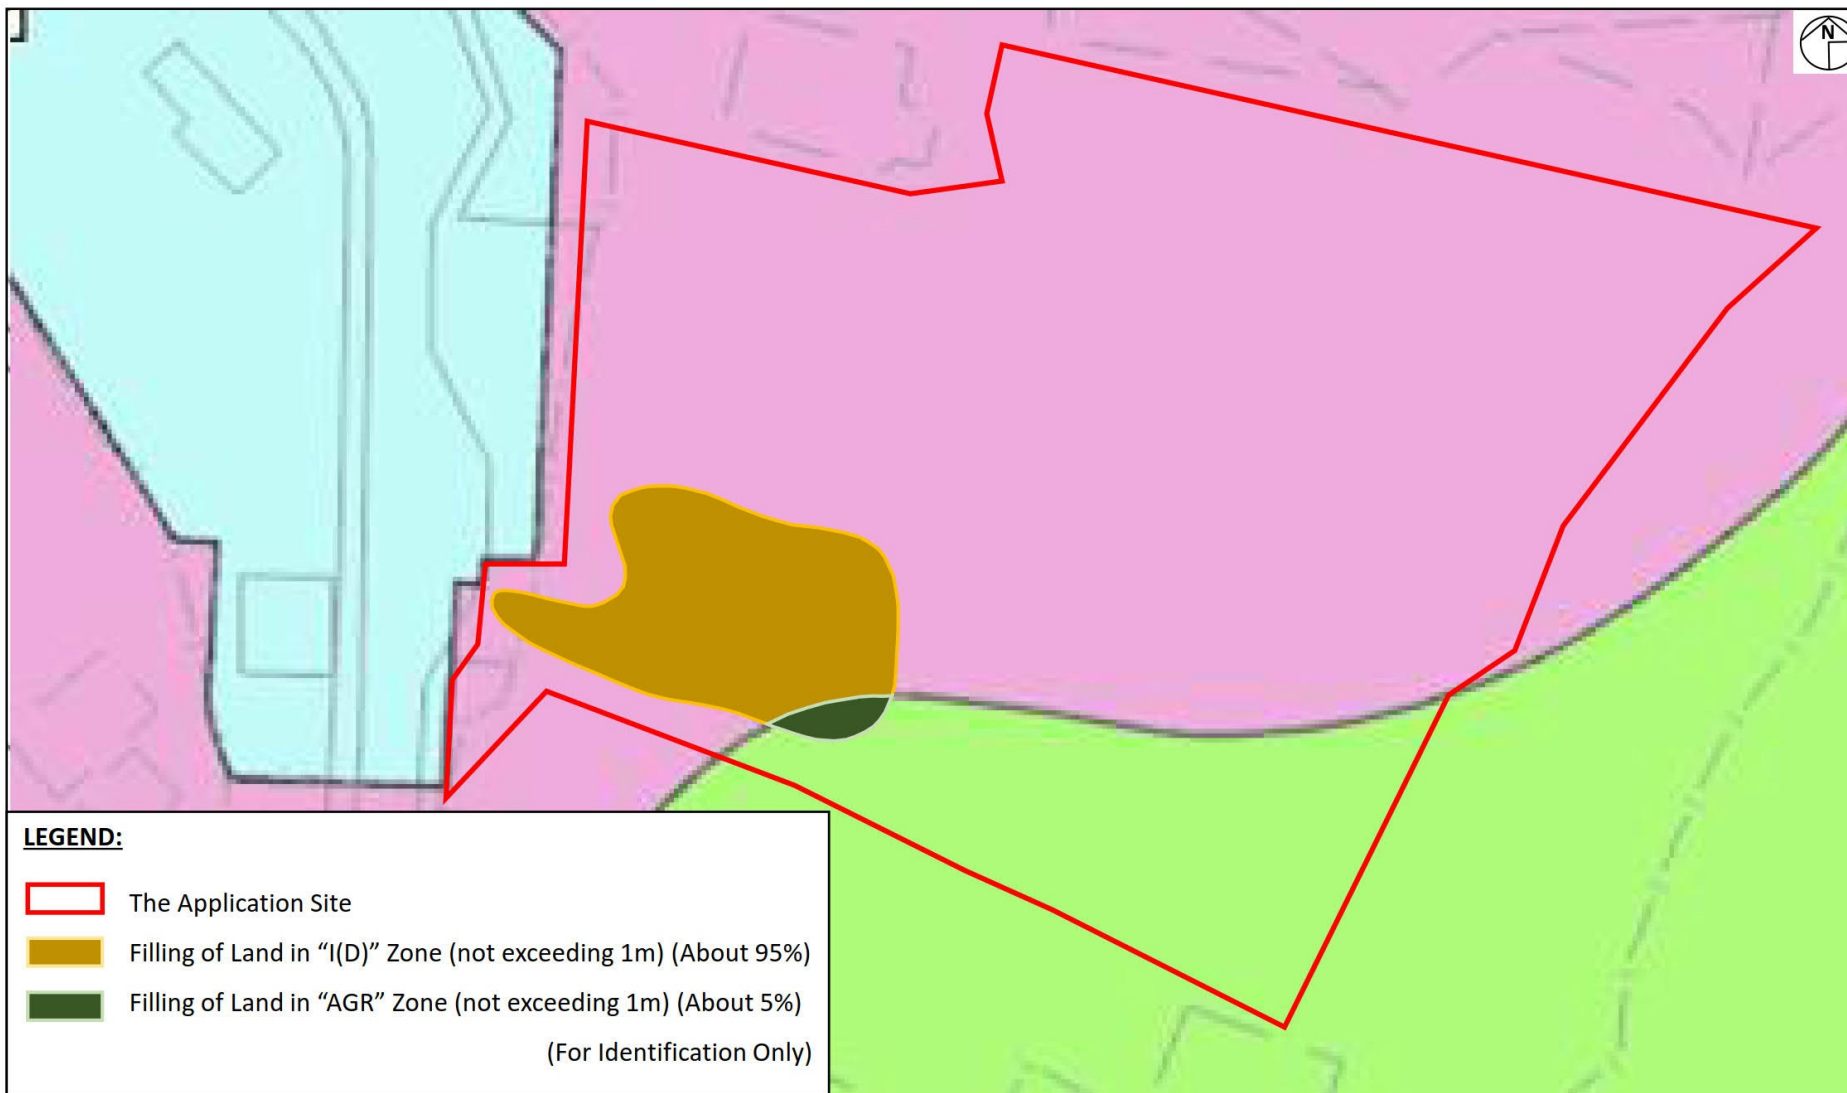 N
LEGEND:
The Application Site
Filling of Land in “I(D)” Zone (not exceeding 1m) (About 95%)
Filling of Land in “AGR” Zone (not exceeding 1m) (About 5%)
(For Identification Only)